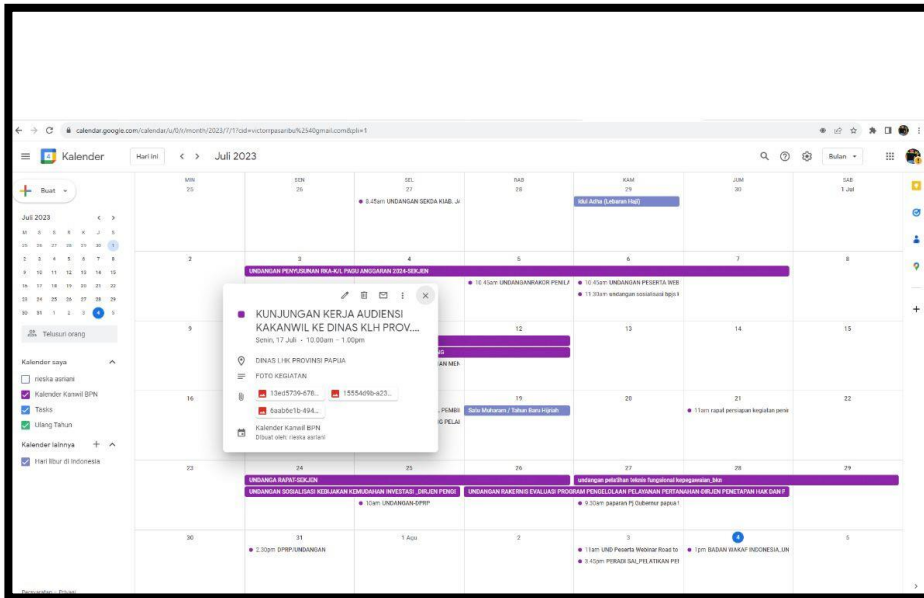 calendar.google.com/calendar/u/0/r/month/2023/7/1?cid=victorrpasanbu%2540gmail.com&pli=1
Kalender
Hari ini
Juli 2023
Bulan
Buat
Juli 2023
M S S R K J S
25 26 27 28 29 30 1
2 3 4 5 6 7 8
9 10 11 12 13 14 15
16 17 18 19 20 21 22
23 24 25 26 27 28 29
30 31 1 2 3 4 5
Telusuri orang
Kalender saya
rieska asriani
Kalender Kanwil BPN
Tasks
Ulang Tahun
Kalender lainnya
Hari libur di Indonesia
Persyaratan – Privasi
MIN SEN SEL RAB KAM JUM SAB
25 26 27 28 29 30 1 Jul
8.45am UNDANGAN SEKDA KIAB. JA
Idul Adha (Lebaran Haji)
2 3 4 5 6 7 8
UNDANGAN PENYUSUNAN RKA-K/L PAGU ANGGARAN 2024-SEKJEN
10.45am UNDANGANRAKOR PENILA
10.45am UNDANGAN PESERTA WEB
11.30am undangan sosialisasi bpjs k
9 12 13 14 15
NG
AN MEN
KUNJUNGAN KERJA AUDIENSI
KAKANWIL KE DINAS KLH PROV....
Senin, 17 Juli · 10.00am – 1.00pm
DINAS LHK PROVINSI PAPUA
FOTO KEGIATAN
13ed5739-678...
15554d9b-a23...
6aab6e1b-494...
Kalender Kanwil BPN
Dibuat oleh: rieska asriani
16 19 20 21 22
PEMBI
Satu Muharam / Tahun Baru Hijriah
11am rapat persiapan kegiatan pene
G PELAI
23 24 25 26 27 28 29
UNDANGA RAPAT-SEKJEN
undangan pelatihan teknis fungsional kepegawaian_bkn
UNDANGAN SOSIALISASI KEBIJAKAN KEMUDAHAN INVESTASI _DIRJEN PENGE
UNDANGAN RAKERNIS EVALUASI PROGRAM PENGELOLAAN PELAYANAN PERTANAHAN-DIRJEN PENETAPAN HAK DAN P
10am UNDANGAN-DPRP
9.30am paparan Pj Gubernur papua t
30 31 1 Agu 2 3 4 5
2.30pm DPRP/UNDANGAN
11am UND Peserta Webinar Road to
1pm BADAN WAKAF INDONESIA_UN
3.45pm PERADI SAI_PELATIKAN PEI